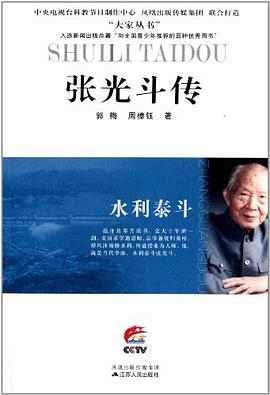 中央电视台科教节目制作中心 凤凰出版传媒集团 联合打造
“大家丛书”
入选新闻出版总署“向全国青少年推荐的百种优秀图书”
SHUILI TAIDOU
张光斗传
郭梅 周樟钰 著
ZHANGGUANGDOU
水利泰斗
CCTV
凤凰出版传媒集团
江苏人民出版社